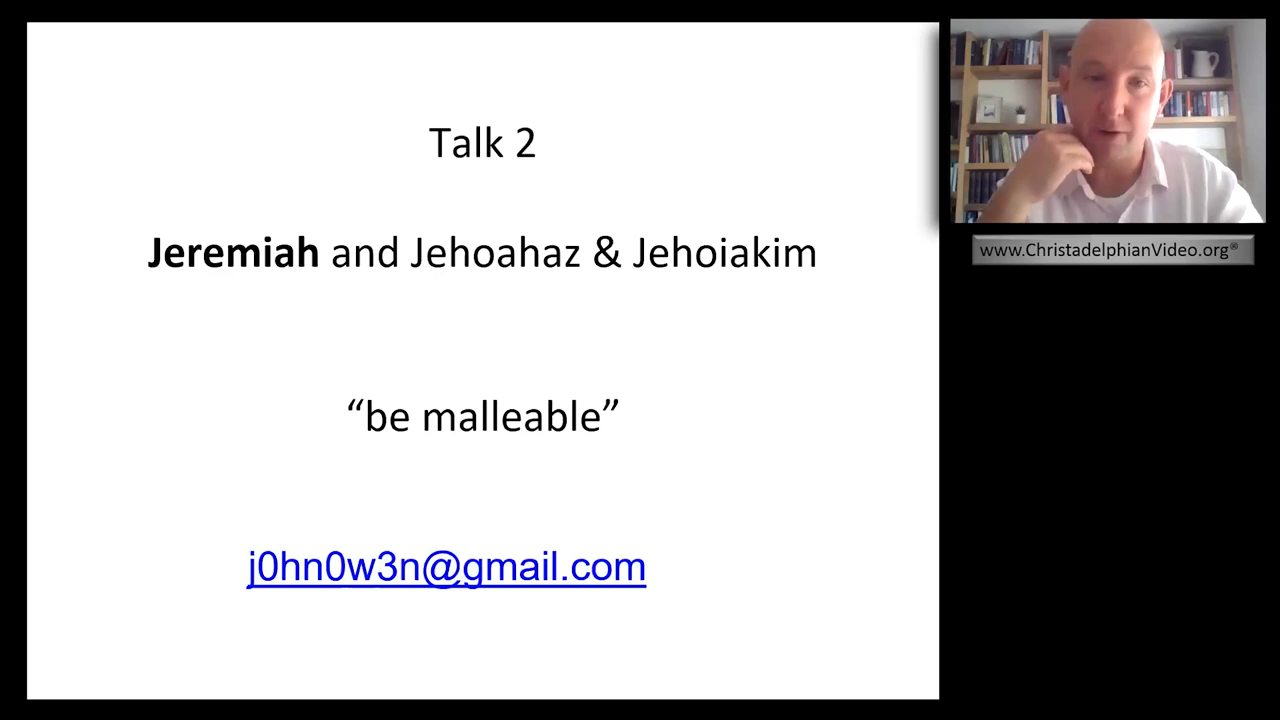 Talk 2
Jeremiah and Jehoahaz & Jehoiakim
“be malleable”
j0hn0w3n@gmail.com
www.ChristadelphianVideo.org®